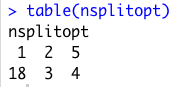 > table(nsplitopt)
nsplitopt
 1  2  5
18  3  4